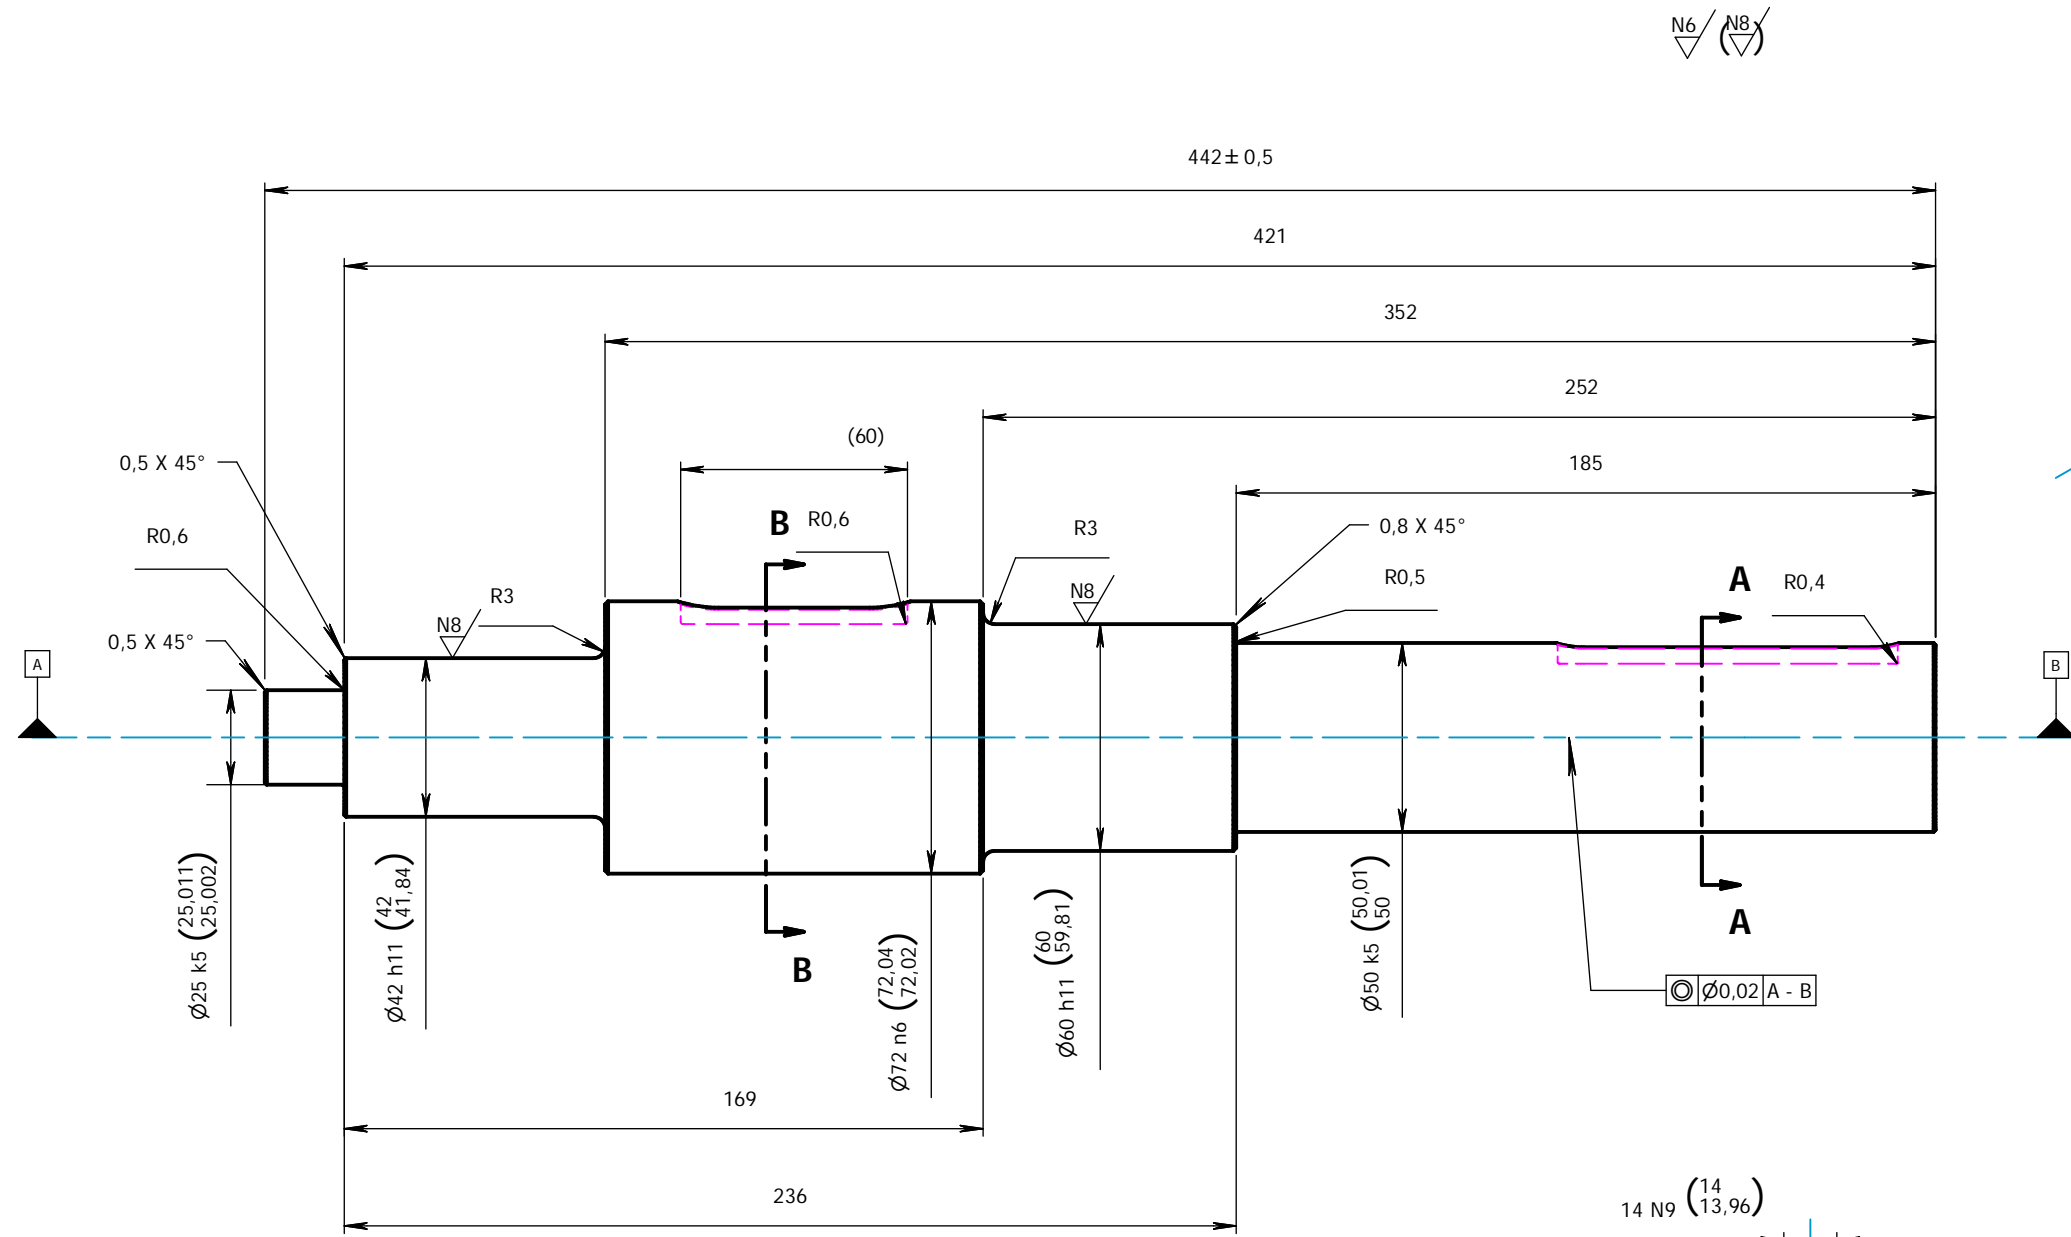 N6 (N8)
442± 0,5
421
352
252
(60)
185
0,5 X 45°
B
R0,6
R3
0,8 X 45°
R0,6
R0,5
A
R0,4
N8
R3
N8
0,5 X 45°
A
B
Ø25 k5 (25,011 25,002)
Ø42 h11 (42 41,84)
Ø72 n6 (72,04 72,02)
Ø60 h11 (60 59,81)
Ø50 k5 (50,01 50)
A
B
Ø0,02 A - B
169
236
14 N9 (14 13,96)